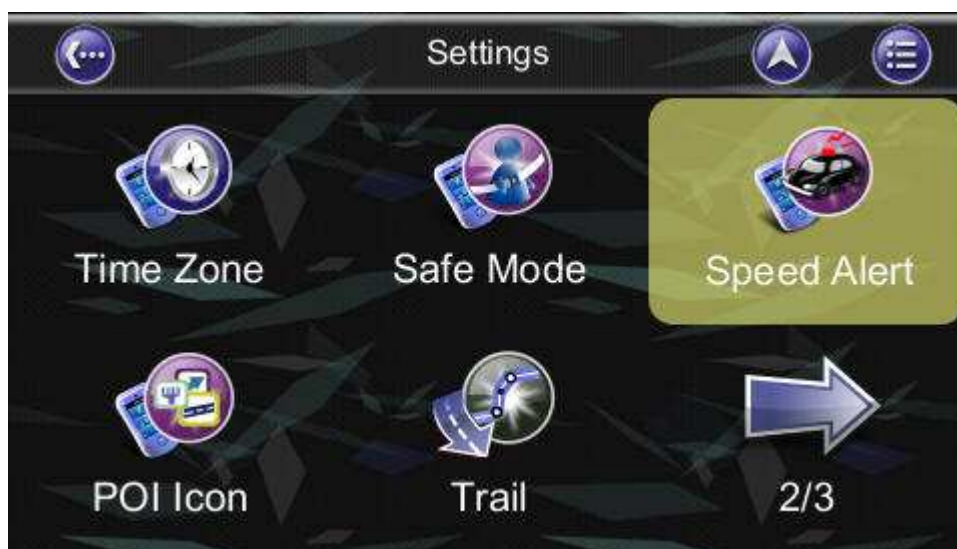 Settings
Time Zone
Safe Mode
Speed Alert
POI Icon
Trail
2/3